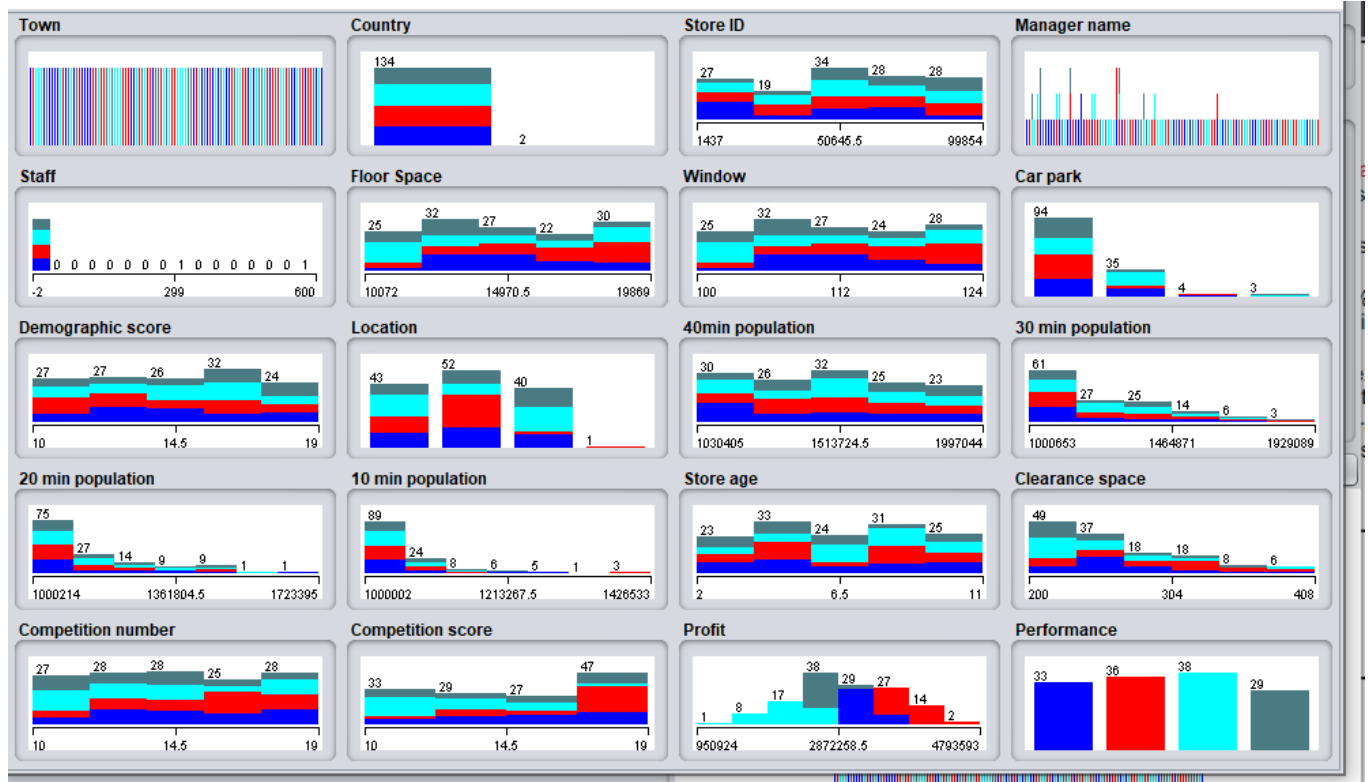 Town
Country
Store ID
Manager name
134
2
27 19 34 28 28
1437 50645.5 99854
Staff
Floor Space
Window
Car park
0 0 0 0 0 0 0 1 0 0 0 0 0 0 1
-2 299 600
25 32 27 22 30
10072 14970.5 19869
25 32 27 24 28
100 112 124
94 35 4 3
Demographic score
Location
40min population
30 min population
27 27 26 32 24
10 14.5 19
43 52 40 1
30 26 32 25 23
1030405 1513724.5 1997044
61 27 25 14 6 3
1000653 1464871 1929089
20 min population
10 min population
Store age
Clearance space
75 27 14 9 9 1 1
1000214 1361804.5 1723395
89 24 8 6 5 1 3
1000002 1213267.5 1426533
23 33 24 31 25
2 6.5 11
49 37 18 18 8 6
200 304 408
Competition number
Competition score
Profit
Performance
27 28 28 25 28
10 14.5 19
33 29 27 47
10 14.5 19
1 8 17 38 29 27 14 2
950924 2872258.5 4793593
33 36 38 29